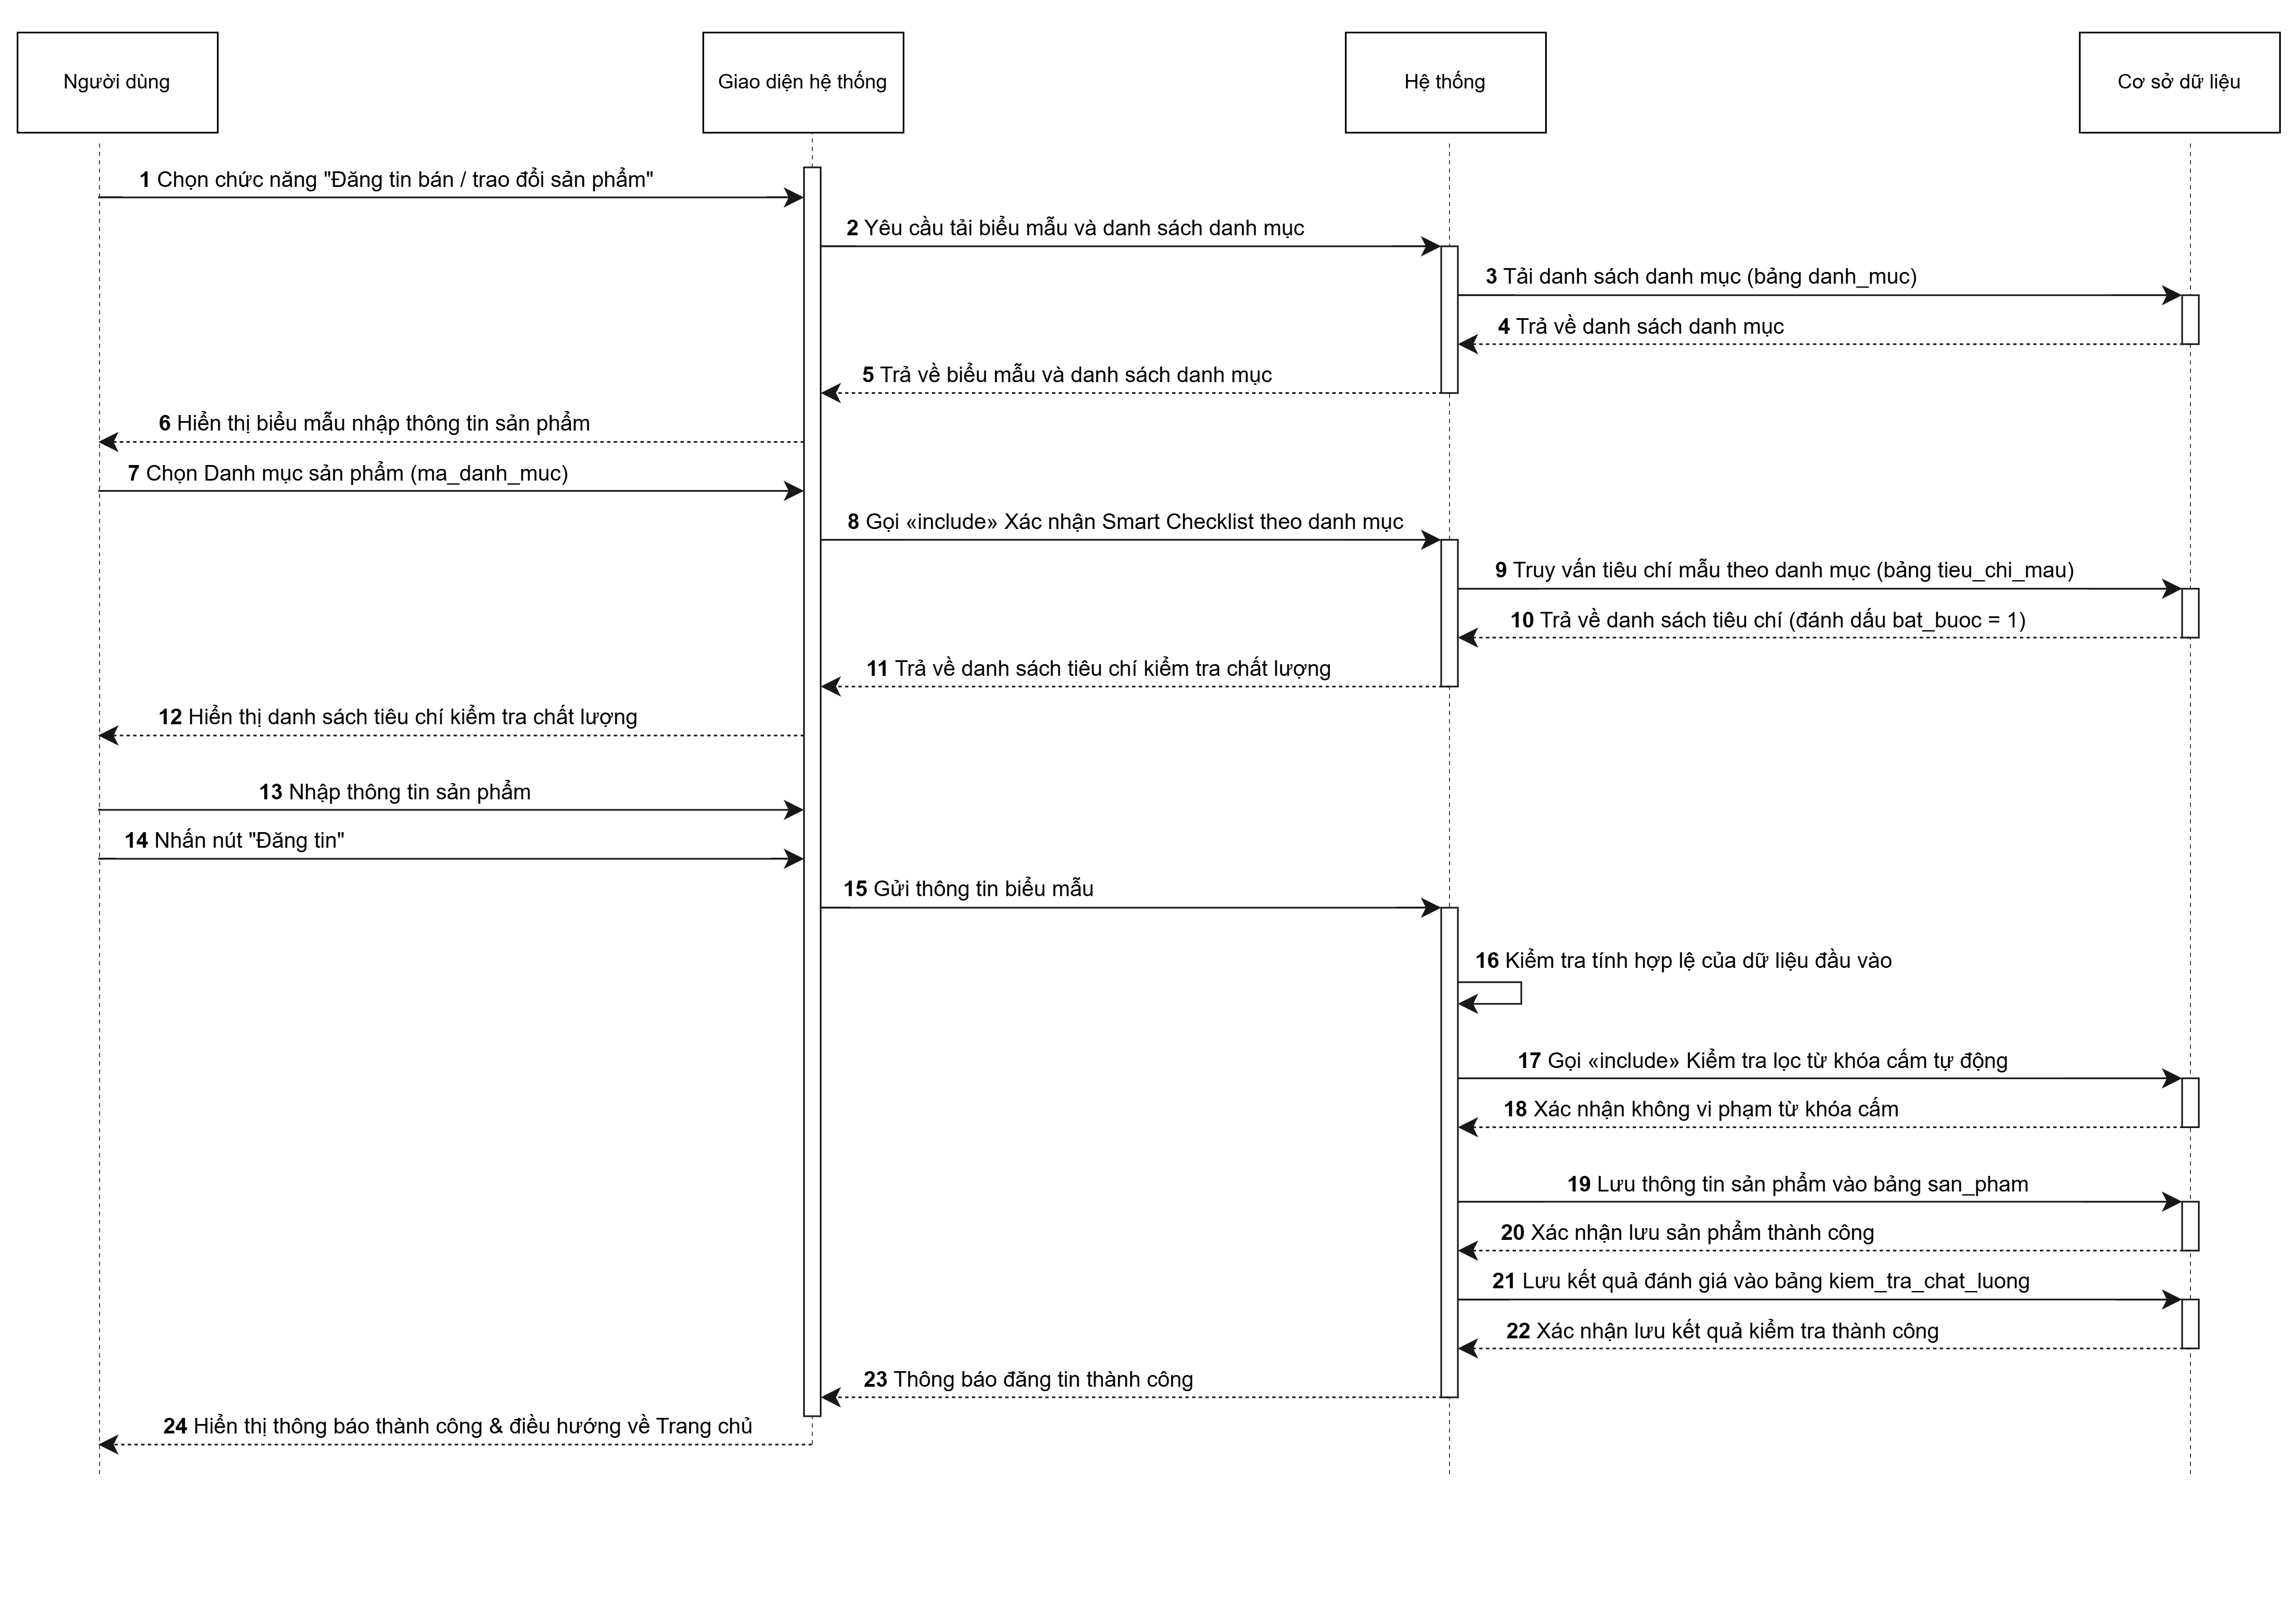 Người dùng
Giao diện hệ thống
Hệ thống
Cơ sở dữ liệu
1 Chọn chức năng "Đăng tin bán / trao đổi sản phẩm"
2 Yêu cầu tải biểu mẫu và danh sách danh mục
3 Tải danh sách danh mục (bảng danh_muc)
4 Trả về danh sách danh mục
5 Trả về biểu mẫu và danh sách danh mục
6 Hiển thị biểu mẫu nhập thông tin sản phẩm
7 Chọn Danh mục sản phẩm (ma_danh_muc)
8 Gọi «include» Xác nhận Smart Checklist theo danh mục
9 Truy vấn tiêu chí mẫu theo danh mục (bảng tieu_chi_mau)
10 Trả về danh sách tiêu chí (đánh dấu bat_buoc = 1)
11 Trả về danh sách tiêu chí kiểm tra chất lượng
12 Hiển thị danh sách tiêu chí kiểm tra chất lượng
13 Nhập thông tin sản phẩm
14 Nhấn nút "Đăng tin"
15 Gửi thông tin biểu mẫu
16 Kiểm tra tính hợp lệ của dữ liệu đầu vào
17 Gọi «include» Kiểm tra lọc từ khóa cấm tự động
18 Xác nhận không vi phạm từ khóa cấm
19 Lưu thông tin sản phẩm vào bảng san_pham
20 Xác nhận lưu sản phẩm thành công
21 Lưu kết quả đánh giá vào bảng kiem_tra_chat_luong
22 Xác nhận lưu kết quả kiểm tra thành công
23 Thông báo đăng tin thành công
24 Hiển thị thông báo thành công & điều hướng về Trang chủ